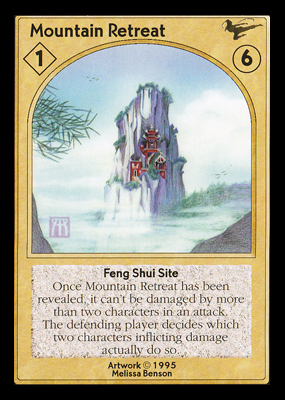 Mountain Retreat
1
6
Feng Shui Site
Once Mountain Retreat has been
revealed, it can't be damaged by more
than two characters in an attack.
The defending player decides which
two characters inflicting damage
actually do so.
Artwork © 1995
Melissa Benson